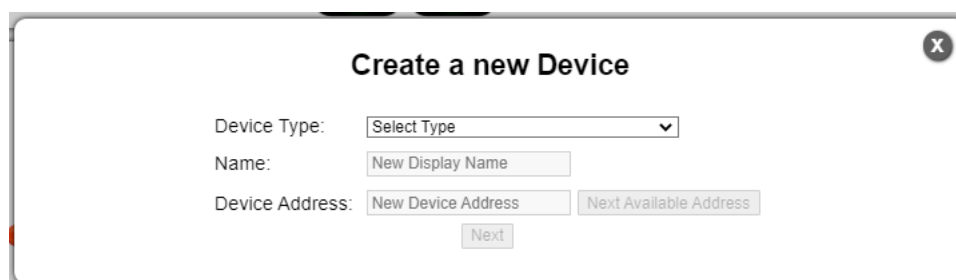 X
Create a new Device
Device Type: Select Type
Name: New Display Name
Device Address: New Device Address Next Available Address
Next